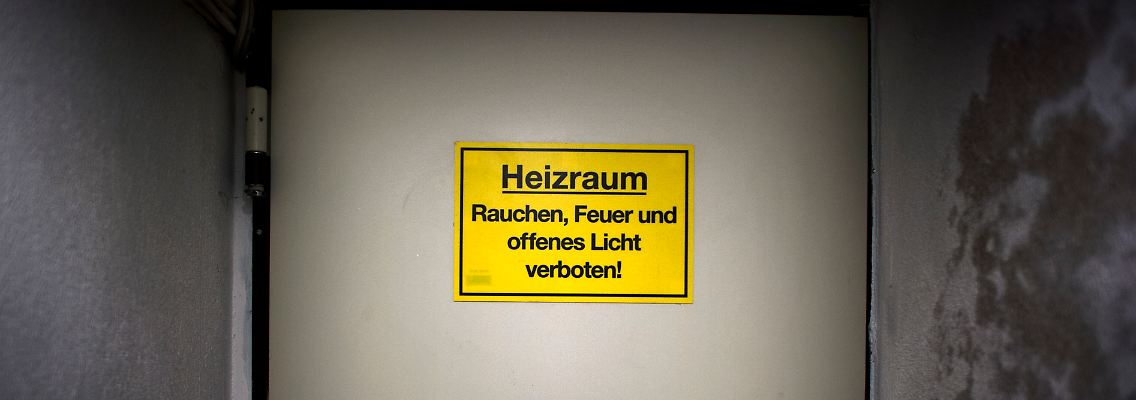 Heizraum
Rauchen, Feuer und
offenes Licht
verboten!